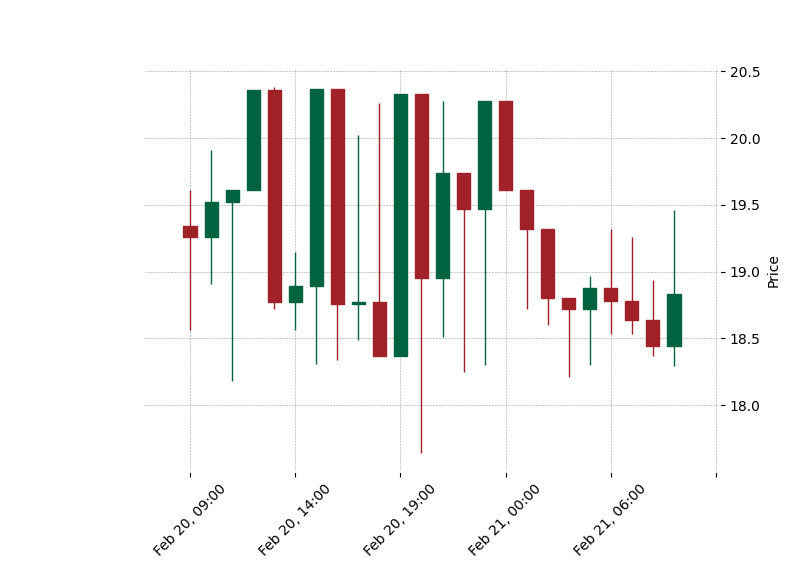 20.5
20.0
19.5
19.0
18.5
18.0
Price
Feb 20, 09:00
Feb 20, 14:00
Feb 20, 19:00
Feb 21, 00:00
Feb 21, 06:00